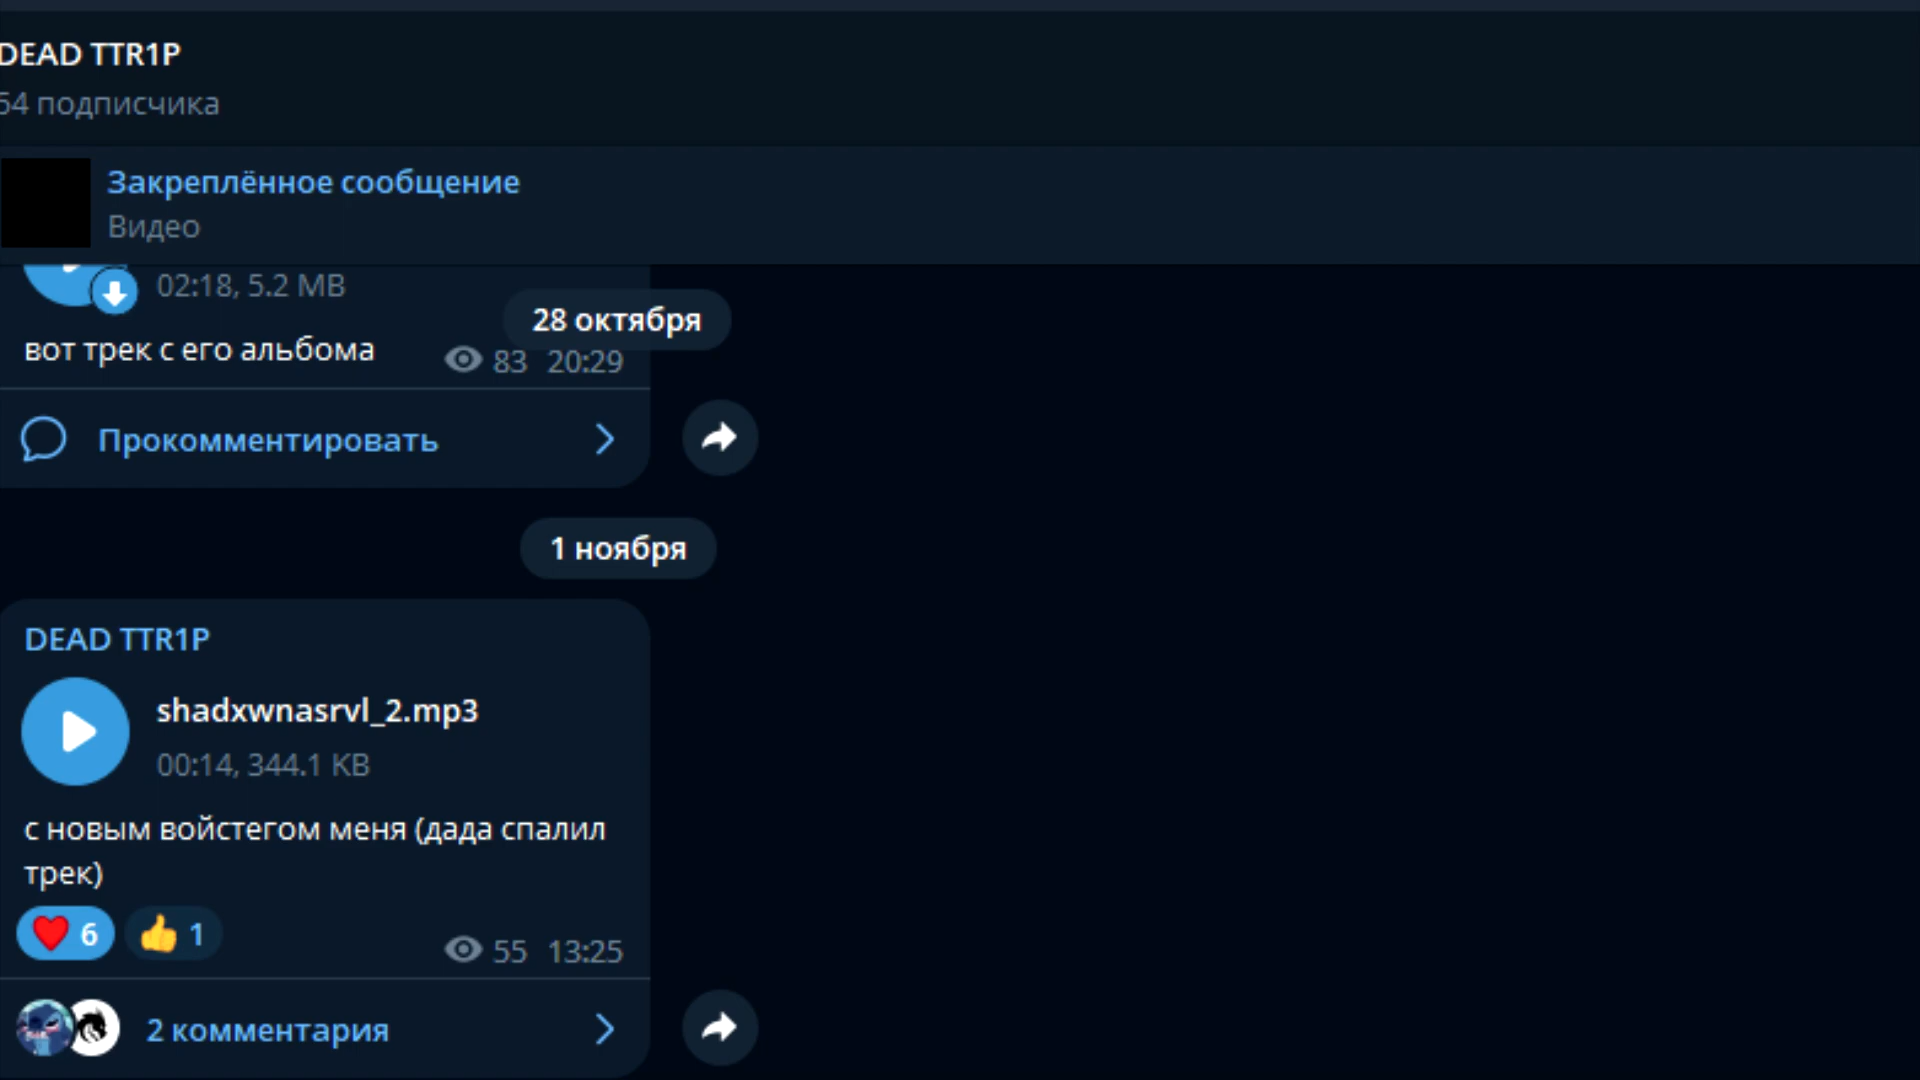 DEAD TTR1P
54 подписчика
Закреплённое сообщение
Видео
02:18, 5.2 MB
28 октября
вот трек с его альбома
83 20:29
Прокомментировать
1 ноября
DEAD TTR1P
shadxwnasrvl_2.mp3
00:14, 344.1 KB
с новым войстегом меня (дада спалил
трек)
6 1
55 13:25
2 комментария